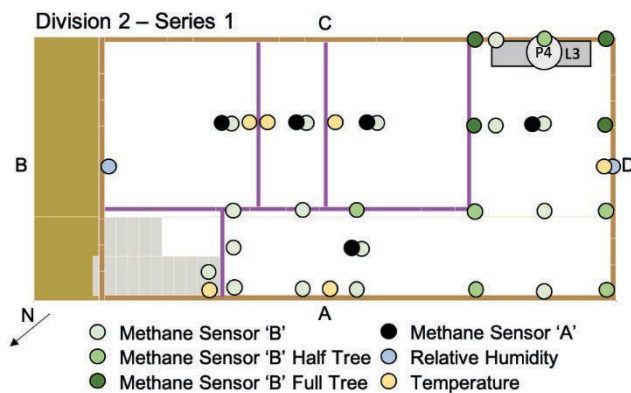 Division 2 – Series 1
C
P4
L3
B
D
N
A
Methane Sensor ‘B’
Methane Sensor ‘A’
Methane Sensor ‘B’ Half Tree
Relative Humidity
Methane Sensor ‘B’ Full Tree
Temperature